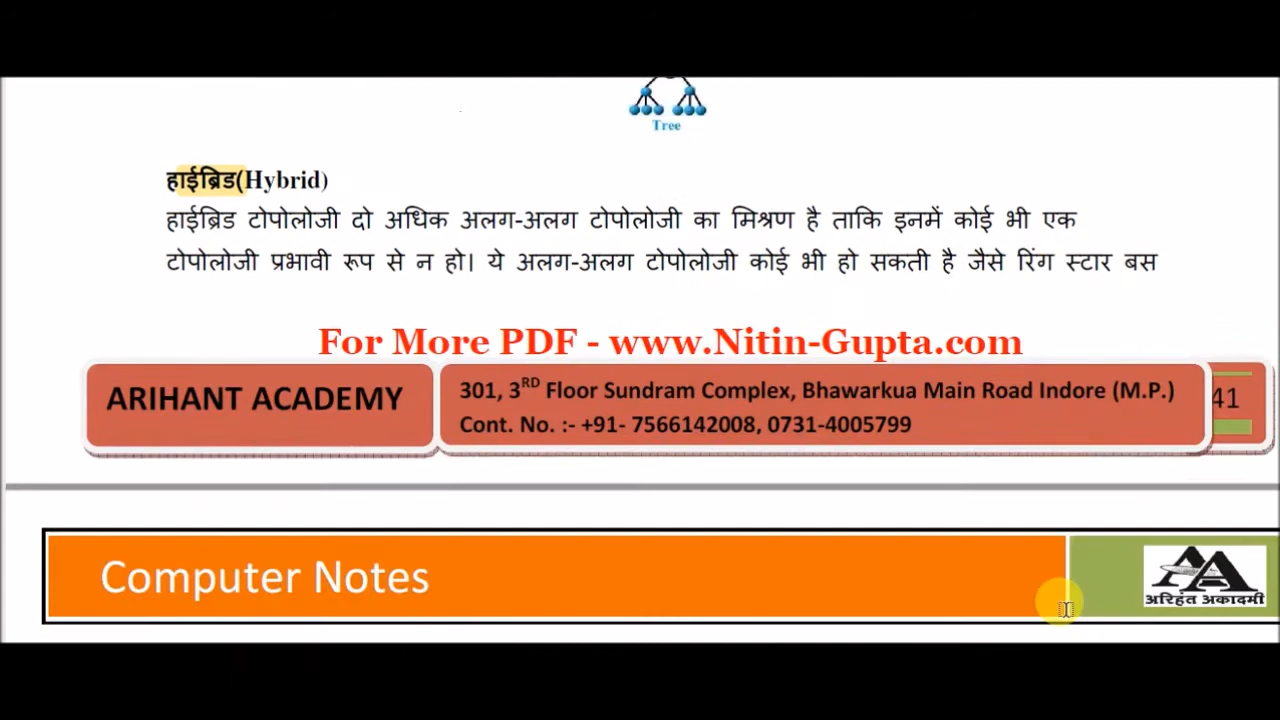 Tree
हाईब्रिड(Hybrid)
हाईब्रिड टोपोलोजी दो अधिक अलग-अलग टोपोलोजी का मिश्रण है ताकि इनमें कोई भी एक
टोपोलोजी प्रभावी रूप से न हो। ये अलग-अलग टोपोलोजी कोई भी हो सकती है जैसे रिंग स्टार बस
For More PDF - www.Nitin-Gupta.com
ARIHANT ACADEMY
301, 3RD Floor Sundram Complex, Bhawarkua Main Road Indore (M.P.)
Cont. No. :- +91- 7566142008, 0731-4005799
41
Computer Notes
अरिहंत अकादमी